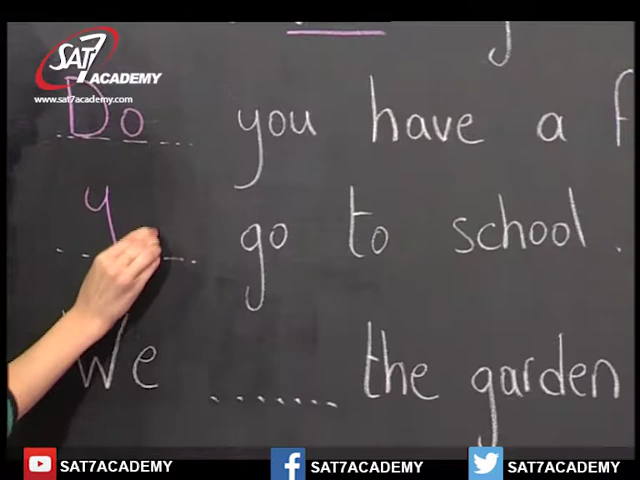 SAT7
ACADEMY
www.sat7academy.com
Do you have a f
y go to school.
We ....... the garden
SAT7ACADEMY SAT7ACADEMY SAT7ACADEMY